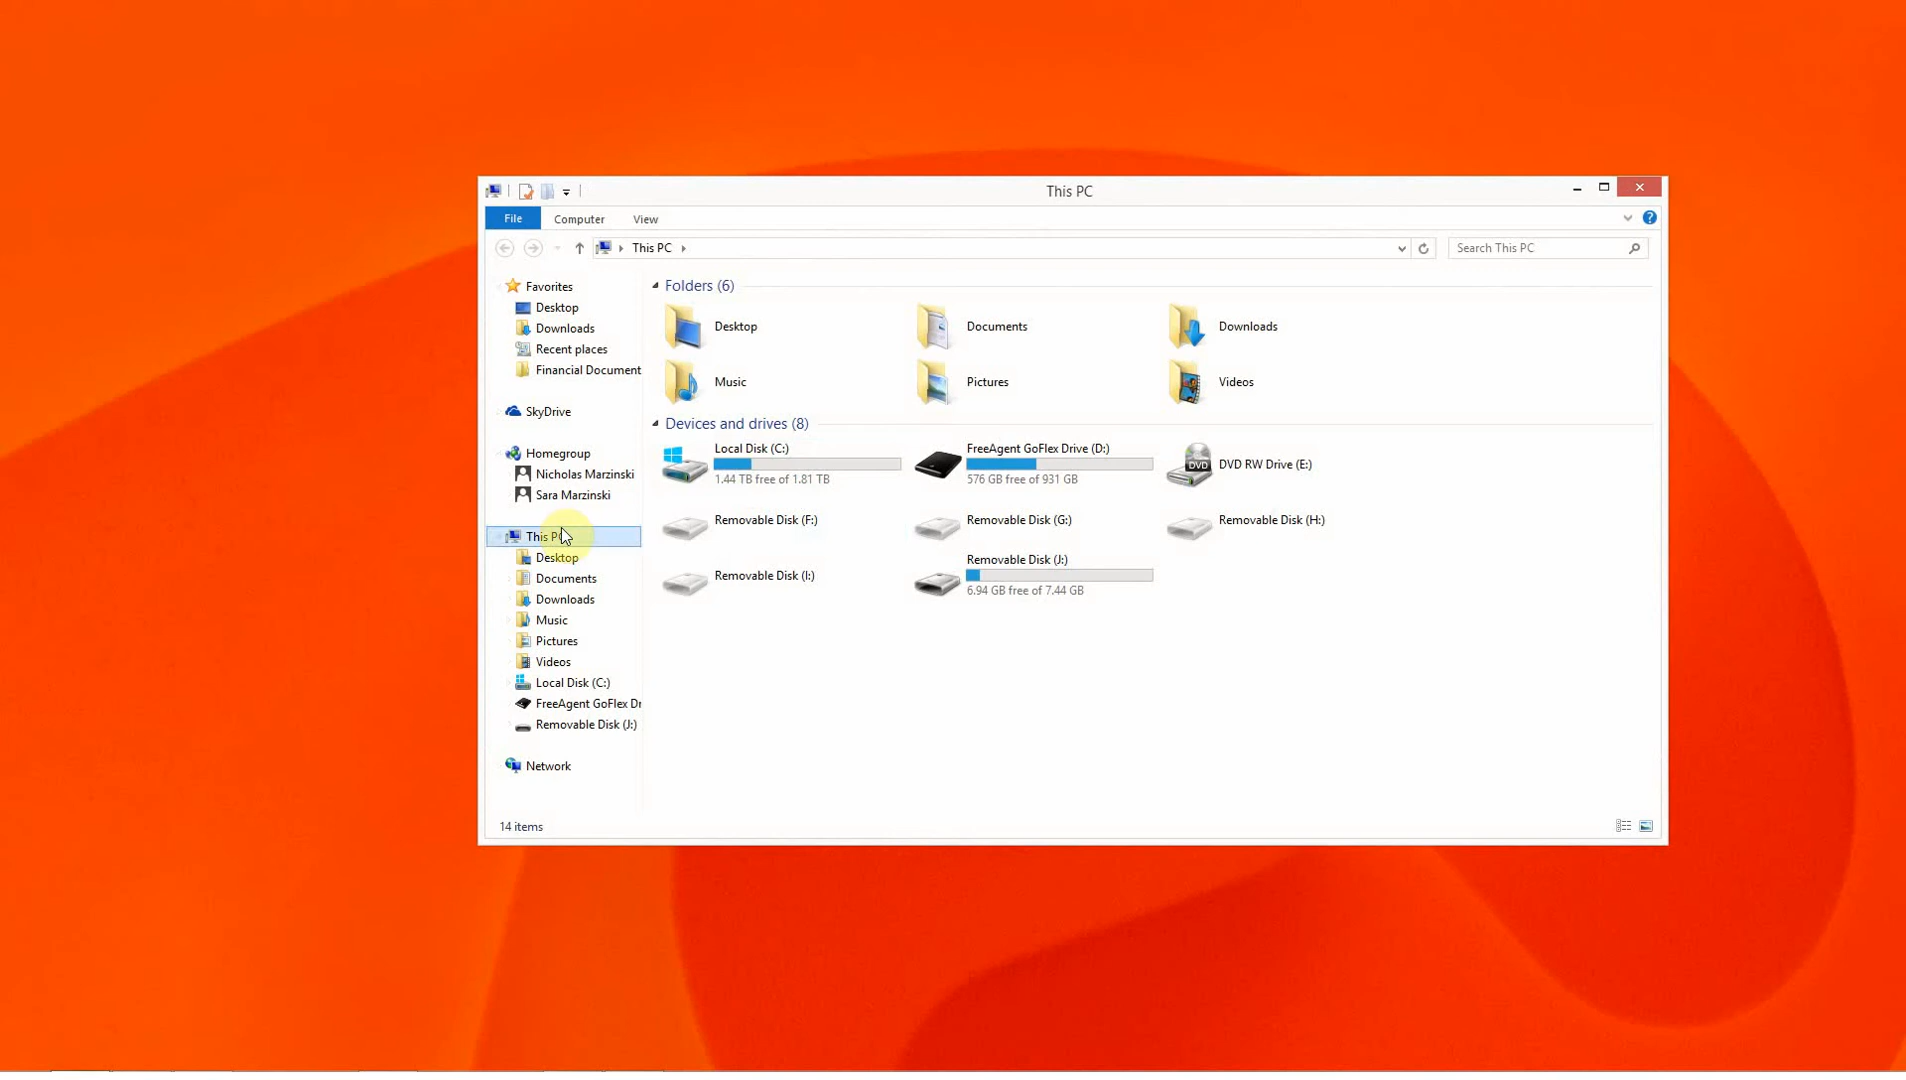 This PC
File Computer View
This PC
Search This PC
Favorites
Desktop
Downloads
Recent places
Financial Document
SkyDrive
Homegroup
Nicholas Marzinski
Sara Marzinski
This PC
Desktop
Documents
Downloads
Music
Pictures
Videos
Local Disk (C:)
FreeAgent GoFlex Dr
Removable Disk (J:)
Network
Folders (6)
Desktop Documents Downloads
Music Pictures Videos
Devices and drives (8)
Local Disk (C:)
1.44 TB free of 1.81 TB
FreeAgent GoFlex Drive (D:)
576 GB free of 931 GB
DVD
DVD RW Drive (E:)
Removable Disk (F:) Removable Disk (G:) Removable Disk (H:)
Removable Disk (I:)
Removable Disk (J:)
6.94 GB free of 7.44 GB
14 items